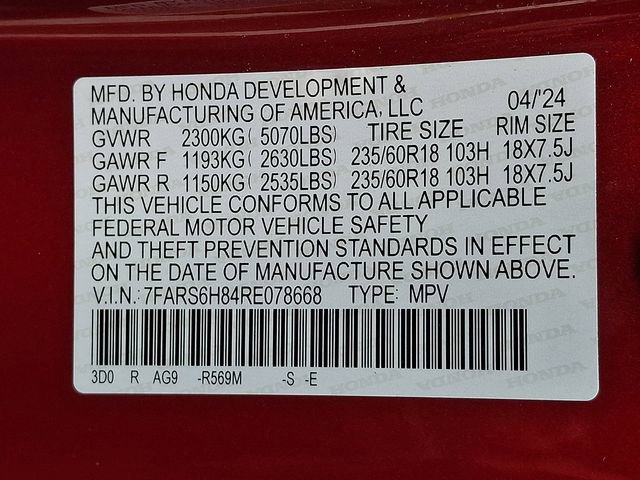 MFD. BY HONDA DEVELOPMENT &
MANUFACTURING OF AMERICA, LLC 04/'24
GVWR 2300KG( 5070LBS) TIRE SIZE RIM SIZE
GAWR F 1193KG( 2630LBS) 235/60R18 103H 18X7.5J
GAWR R 1150KG( 2535LBS) 235/60R18 103H 18X7.5J
THIS VEHICLE CONFORMS TO ALL APPLICABLE
FEDERAL MOTOR VEHICLE SAFETY
AND THEFT PREVENTION STANDARDS IN EFFECT
ON THE DATE OF MANUFACTURE SHOWN ABOVE.
V.I.N.: 7FARS6H84RE078668 TYPE: MPV
3D0 R AG9 -R569M -S -E